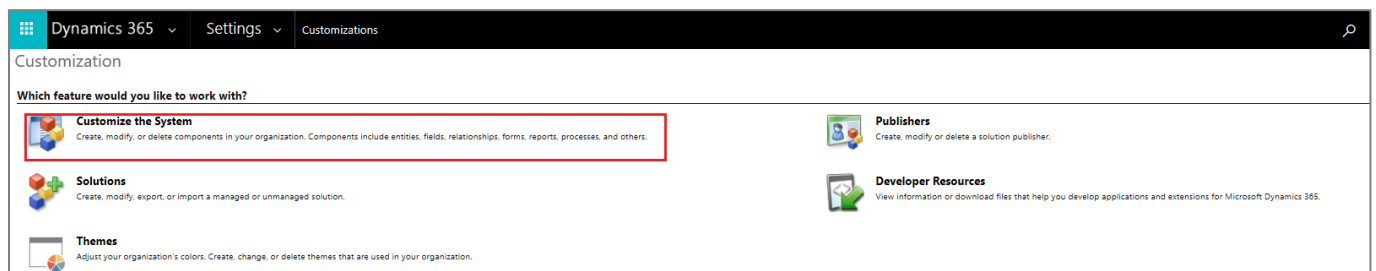 Dynamics 365 Settings Customizations
Customization
Which feature would you like to work with?
Customize the System
Create, modify, or delete components in your organization. Components include entities, fields, relationships, forms, reports, processes, and others.
Publishers
Create, modify or delete a solution publisher.
Solutions
Create, modify, export, or import a managed or unmanaged solution.
Developer Resources
View information or download files that help you develop applications and extensions for Microsoft Dynamics 365.
Themes
Adjust your organization's colors. Create, change, or delete themes that are used in your organization.